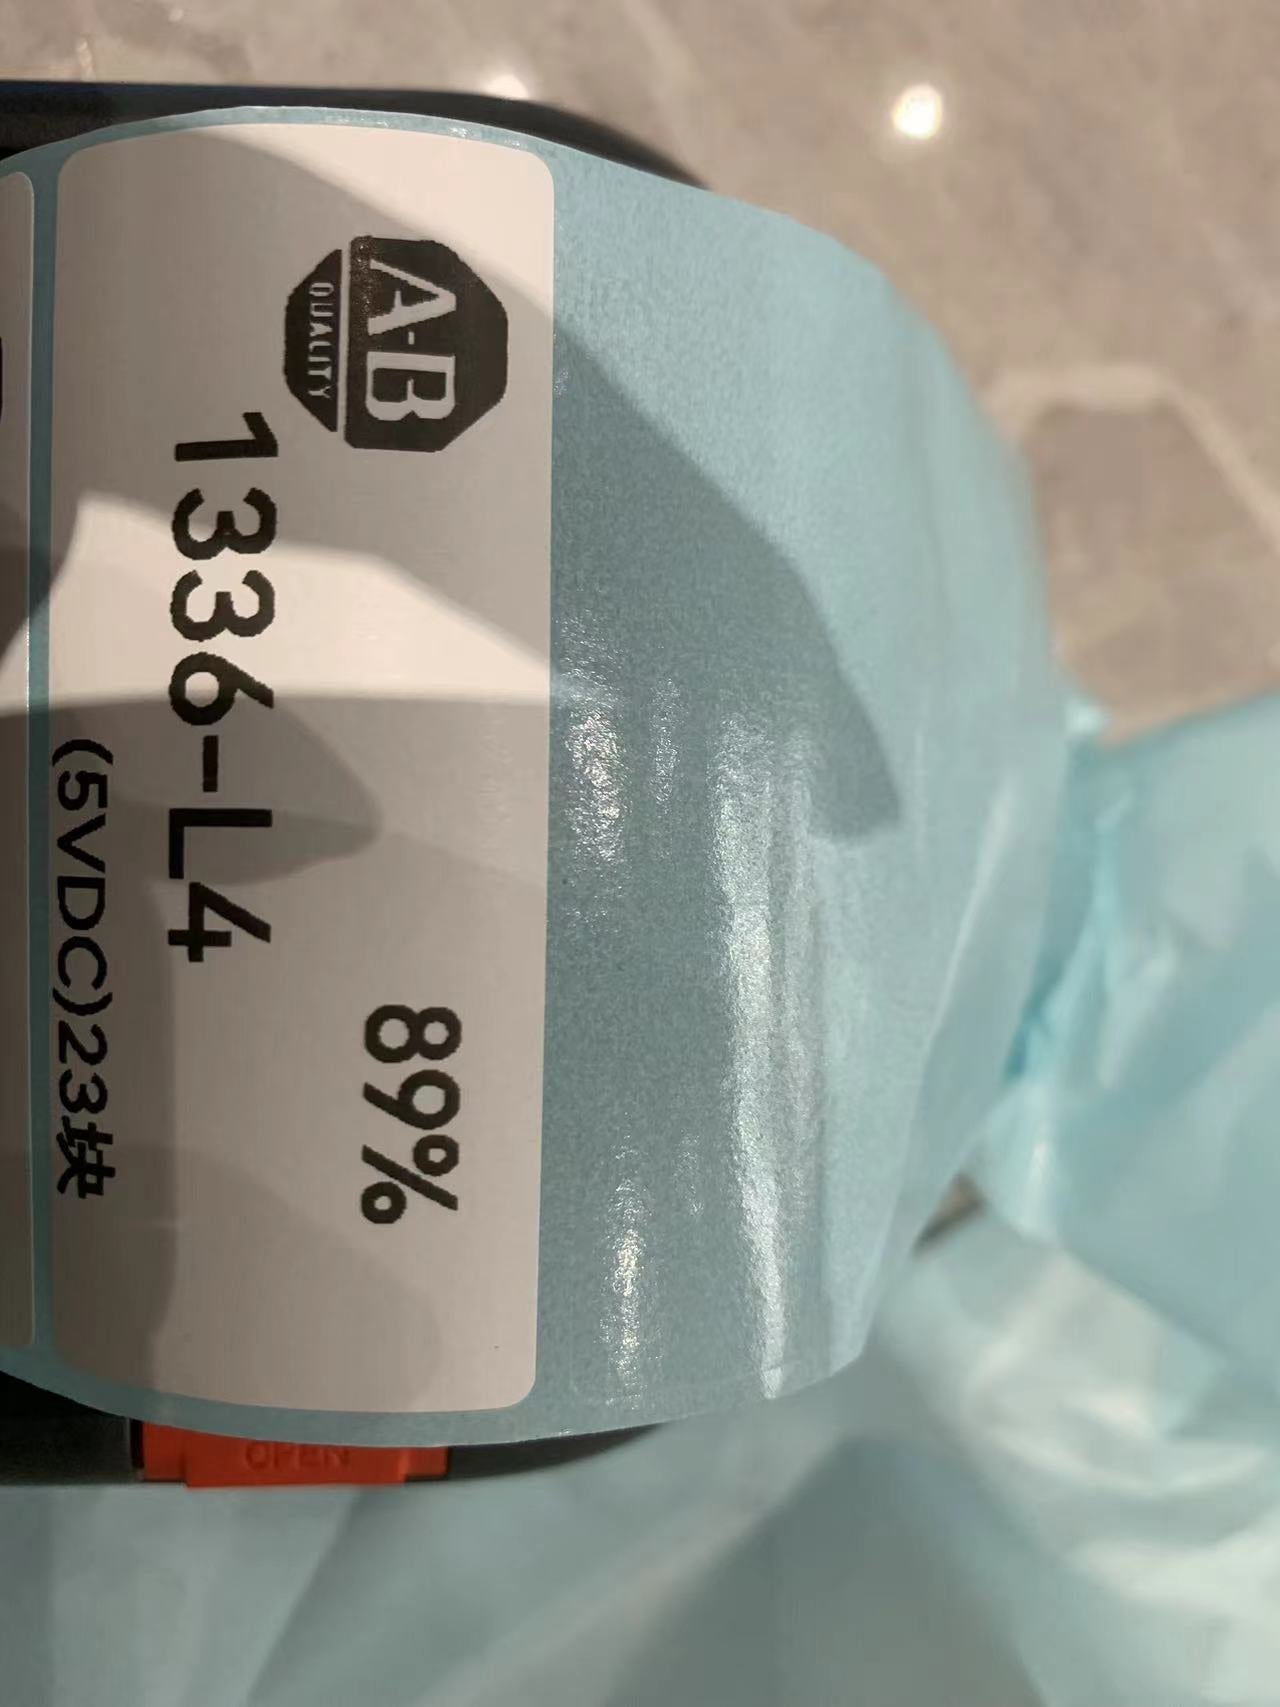 A-B
QUALITY
89%
1336-L4
(5VDC)23块
OPEN